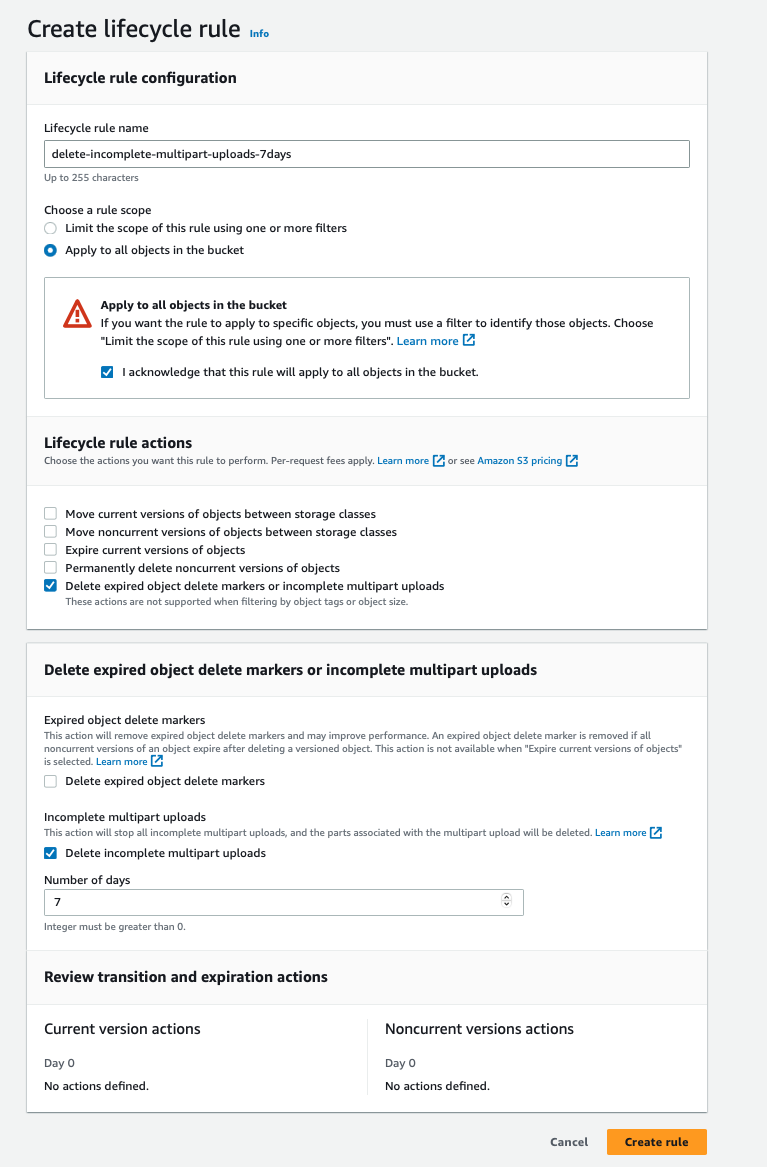 Create lifecycle rule Info
Lifecycle rule configuration
Lifecycle rule name
delete-incomplete-multipart-uploads-7days
Up to 255 characters
Choose a rule scope
Limit the scope of this rule using one or more filters
Apply to all objects in the bucket
Apply to all objects in the bucket
If you want the rule to apply to specific objects, you must use a filter to identify those objects. Choose
"Limit the scope of this rule using one or more filters". Learn more
I acknowledge that this rule will apply to all objects in the bucket.
Lifecycle rule actions
Choose the actions you want this rule to perform. Per-request fees apply. Learn more or see Amazon S3 pricing
Move current versions of objects between storage classes
Move noncurrent versions of objects between storage classes
Expire current versions of objects
Permanently delete noncurrent versions of objects
Delete expired object delete markers or incomplete multipart uploads
These actions are not supported when filtering by object tags or object size.
Delete expired object delete markers or incomplete multipart uploads
Expired object delete markers
This action will remove expired object delete markers and may improve performance. An expired object delete marker is removed if all
noncurrent versions of an object expire after deleting a versioned object. This action is not available when "Expire current versions of objects"
is selected. Learn more
Delete expired object delete markers
Incomplete multipart uploads
This action will stop all incomplete multipart uploads, and the parts associated with the multipart upload will be deleted. Learn more
Delete incomplete multipart uploads
Number of days
7
Integer must be greater than 0.
Review transition and expiration actions
Current version actions
Day 0
No actions defined.
Noncurrent versions actions
Day 0
No actions defined.
Cancel
Create rule